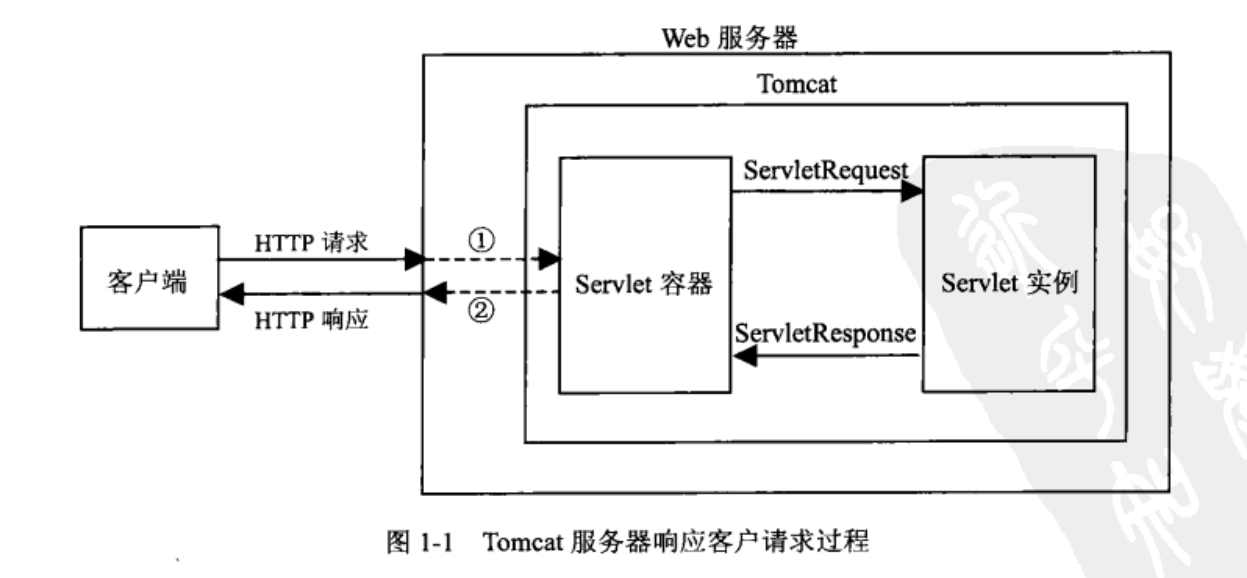 Web 服务器
Tomcat
ServletRequest
HTTP 请求
①
客户端
Servlet 容器
Servlet 实例
②
HTTP 响应
ServletResponse
图 1-1 Tomcat 服务器响应客户请求过程